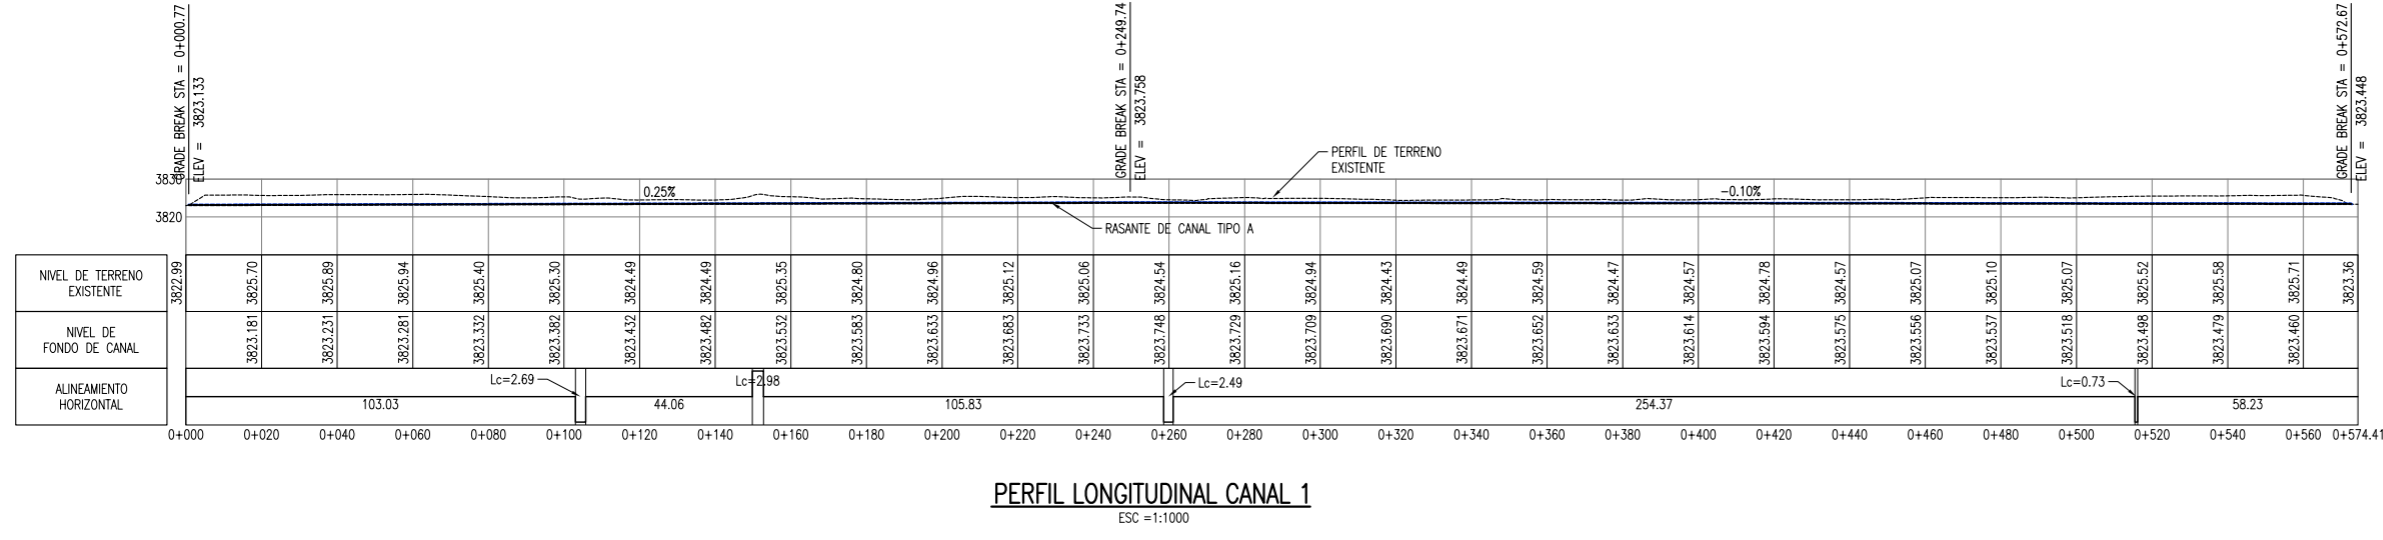 GRADE BREAK STA = 0+000.77
ELEV = 3823.133
GRADE BREAK STA = 0+249.74
ELEV = 3823.758
GRADE BREAK STA = 0+572.67
ELEV = 3823.448
PERFIL DE TERRENO
EXISTENTE
3830
0.25%
-0.10%
3820
RASANTE DE CANAL TIPO A
NIVEL DE TERRENO
EXISTENTE
3822.99 3825.70 3825.89 3825.94 3825.40 3825.30 3824.49 3824.49 3825.35 3824.80 3824.96 3825.12 3825.06 3824.54 3825.16 3824.94 3824.43 3824.49 3824.59 3824.47 3824.57 3824.78 3824.57 3825.07 3825.10 3825.07 3825.52 3825.58 3825.71 3823.36
NIVEL DE
FONDO DE CANAL
3823.181 3823.231 3823.281 3823.332 3823.382 3823.432 3823.482 3823.532 3823.583 3823.633 3823.683 3823.733 3823.748 3823.729 3823.709 3823.690 3823.671 3823.652 3823.633 3823.614 3823.594 3823.575 3823.556 3823.537 3823.518 3823.498 3823.479 3823.460
ALINEAMIENTO
HORIZONTAL
Lc=2.69 Lc=2.98 Lc=2.49 Lc=0.73
103.03 44.06 105.83 254.37 58.23
0+000 0+020 0+040 0+060 0+080 0+100 0+120 0+140 0+160 0+180 0+200 0+220 0+240 0+260 0+280 0+300 0+320 0+340 0+360 0+380 0+400 0+420 0+440 0+460 0+480 0+500 0+520 0+540 0+560 0+574.41
PERFIL LONGITUDINAL CANAL 1
ESC =1:1000